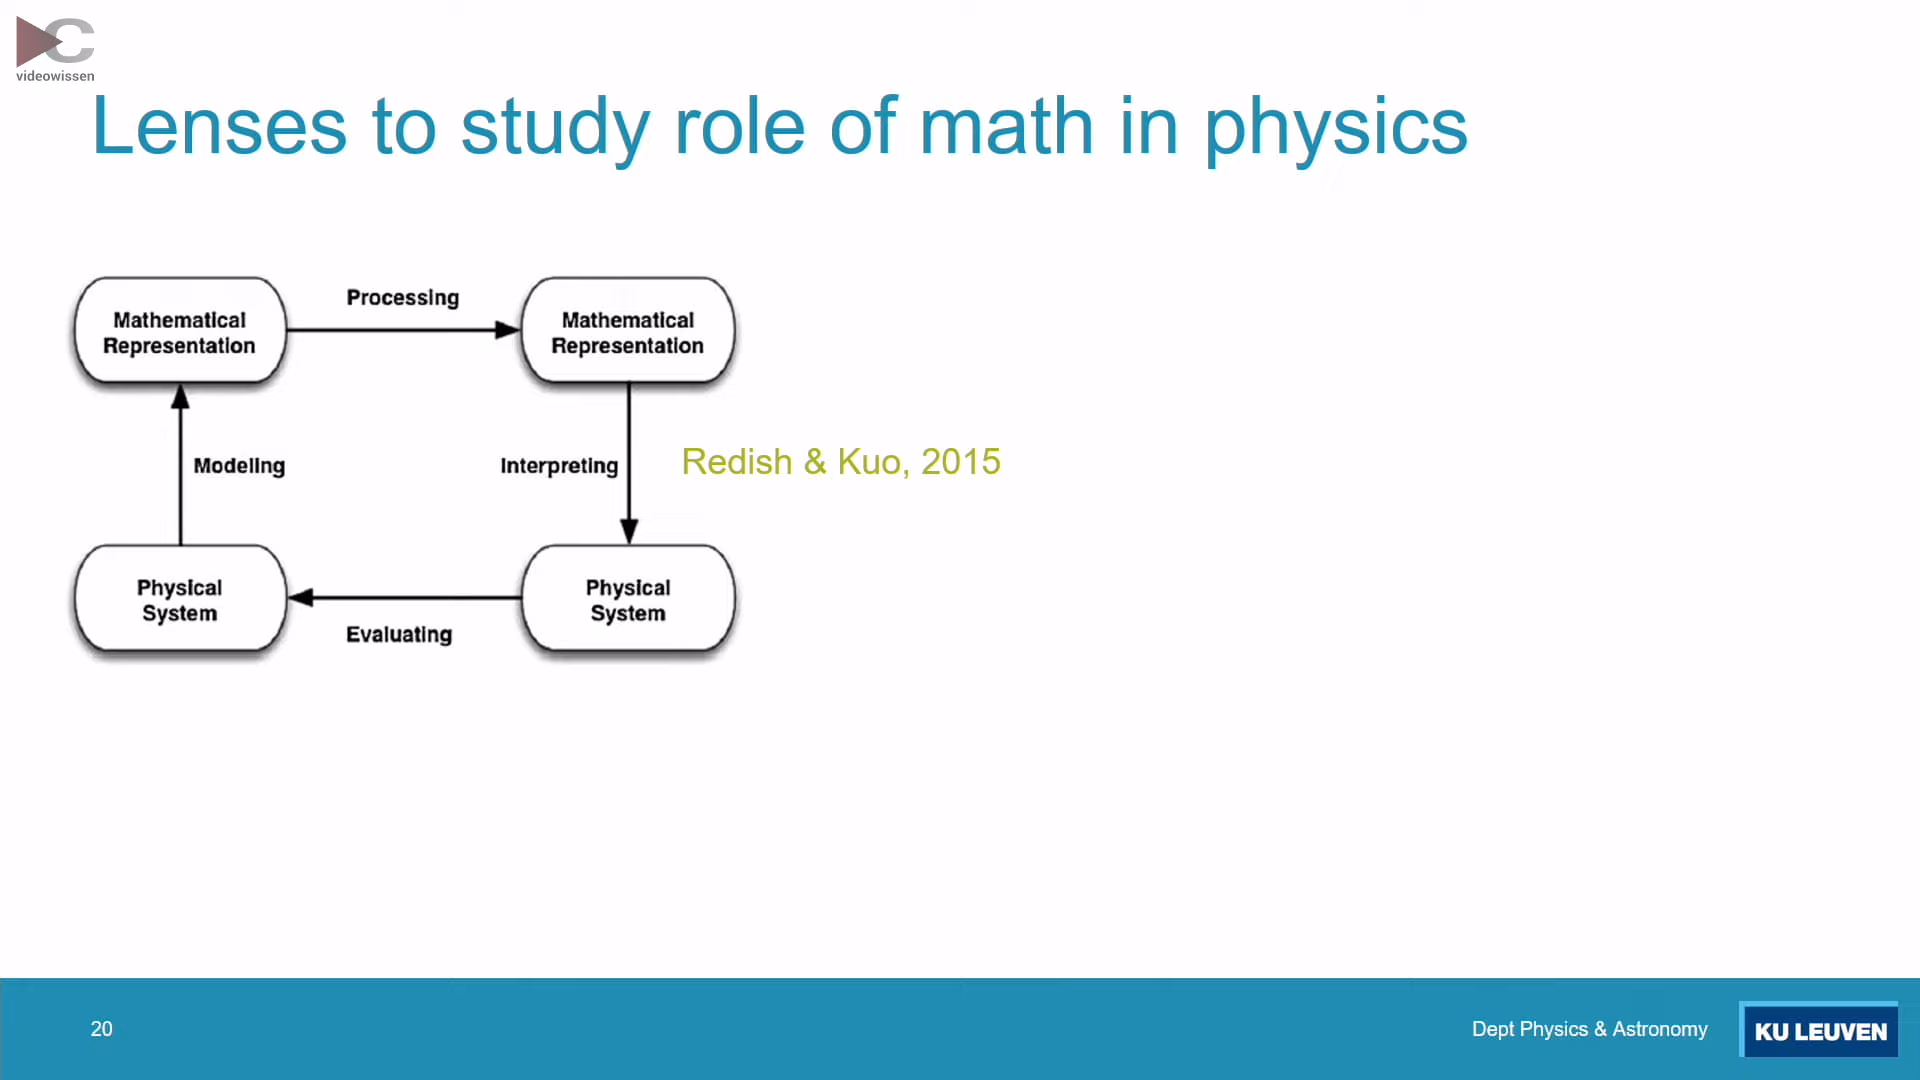 C
videowissen
Lenses to study role of math in physics
Mathematical
Representation
Processing
Mathematical
Representation
Modeling
Interpreting
Redish & Kuo, 2015
Physical
System
Evaluating
Physical
System
20
Dept Physics & Astronomy
KU LEUVEN